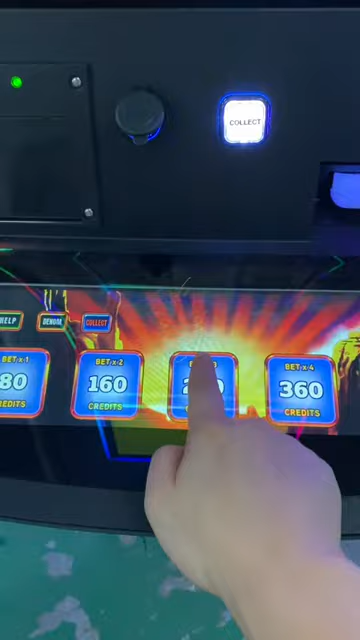 COLLECT
HELP
DENOM
COLLECT
BET x 1
80
CREDITS
BET x 2
160
CREDITS
BET x 4
360
CREDITS